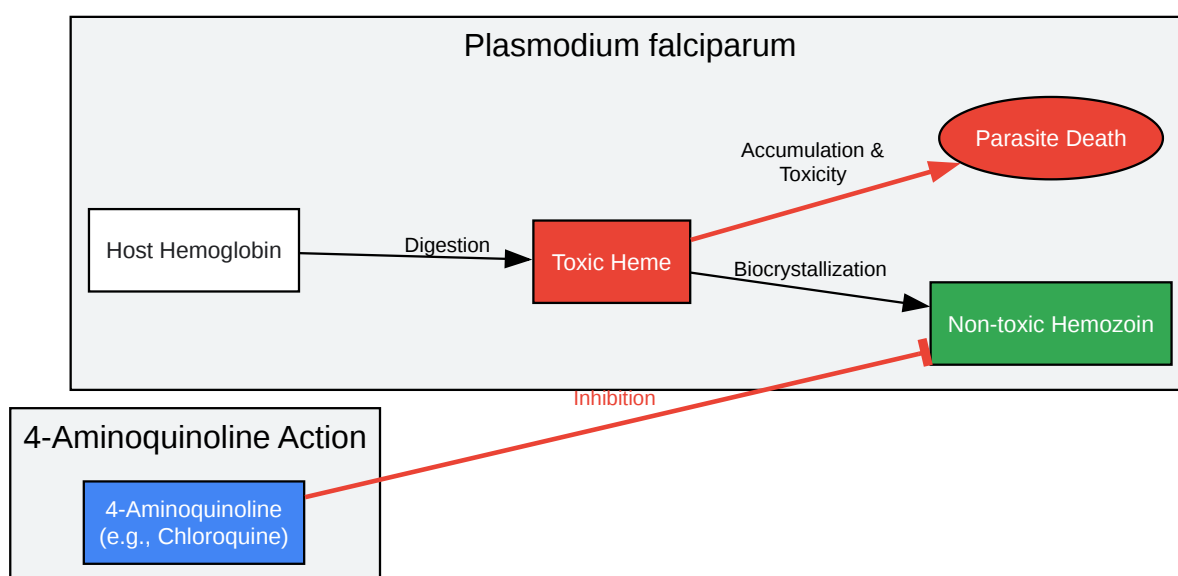 Plasmodium falciparum
Parasite Death
Accumulation &
Toxicity
Host Hemoglobin
Digestion
Toxic Heme
Biocrystallization
Non-toxic Hemozoin
Inhibition
4-Aminoquinoline Action
4-Aminoquinoline
(e.g., Chloroquine)